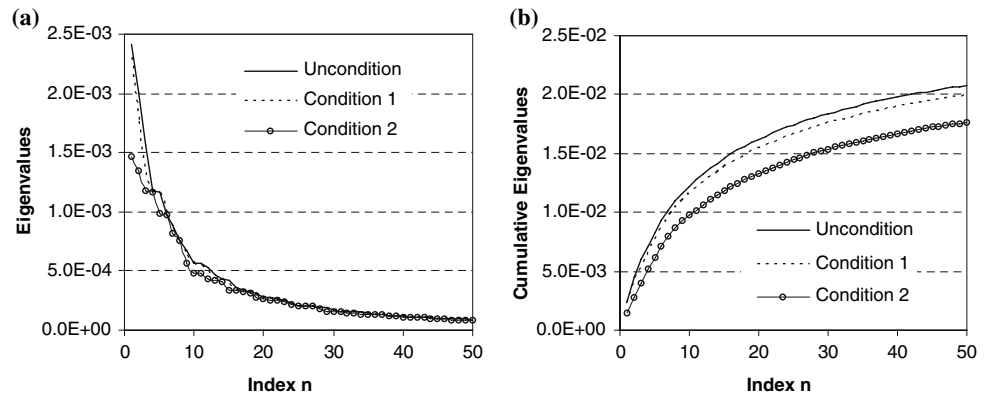 (a)
Eigenvalues
2.5E-03
2.0E-03
1.5E-03
1.0E-03
5.0E-04
0.0E+00
Uncondition
Condition 1
Condition 2
0 10 20 30 40 50
Index n
(b)
Cumulative Eigenvalues
2.5E-02
2.0E-02
1.5E-02
1.0E-02
5.0E-03
0.0E+00
Uncondition
Condition 1
Condition 2
0 10 20 30 40 50
Index n